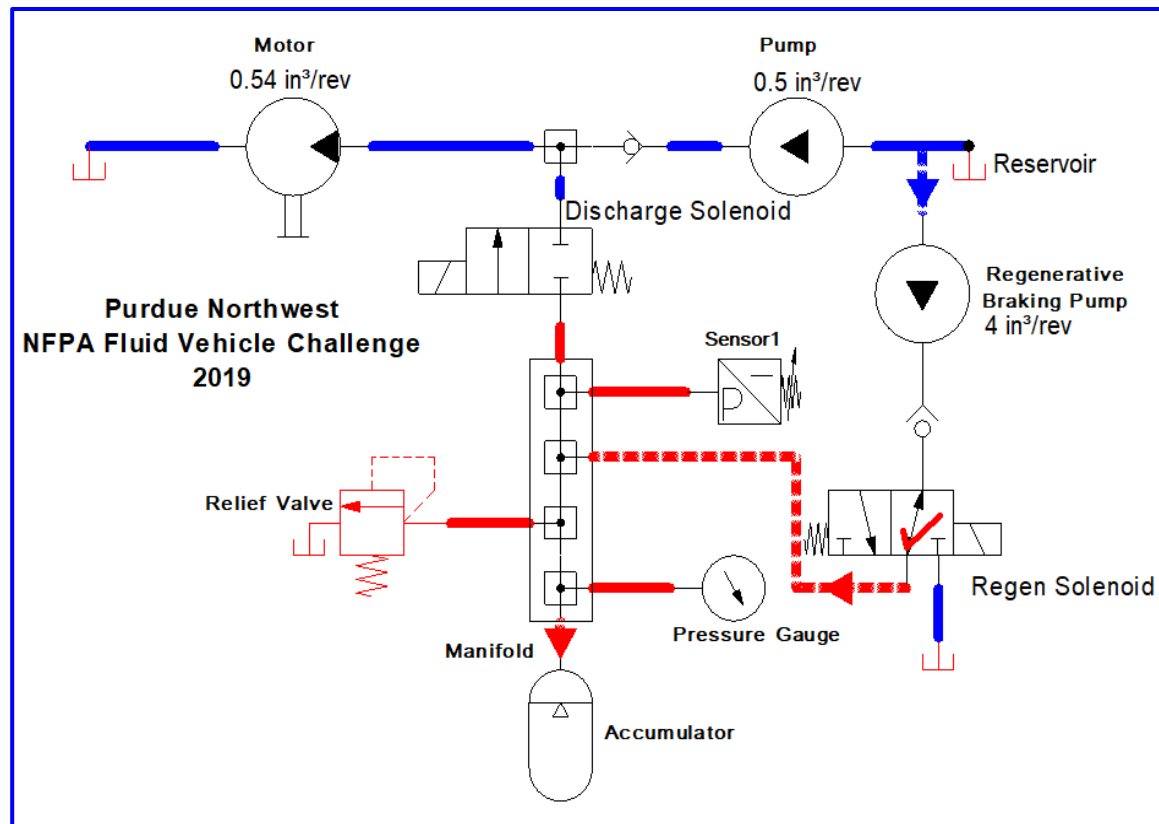 Motor
0.54 in³/rev
Pump
0.5 in³/rev
Reservoir
Discharge Solenoid
Regenerative
Braking Pump
4 in³/rev
Purdue Northwest
NFPA Fluid Vehicle Challenge
2019
Sensor1
P
Relief Valve
Regen Solenoid
Pressure Gauge
Manifold
Accumulator